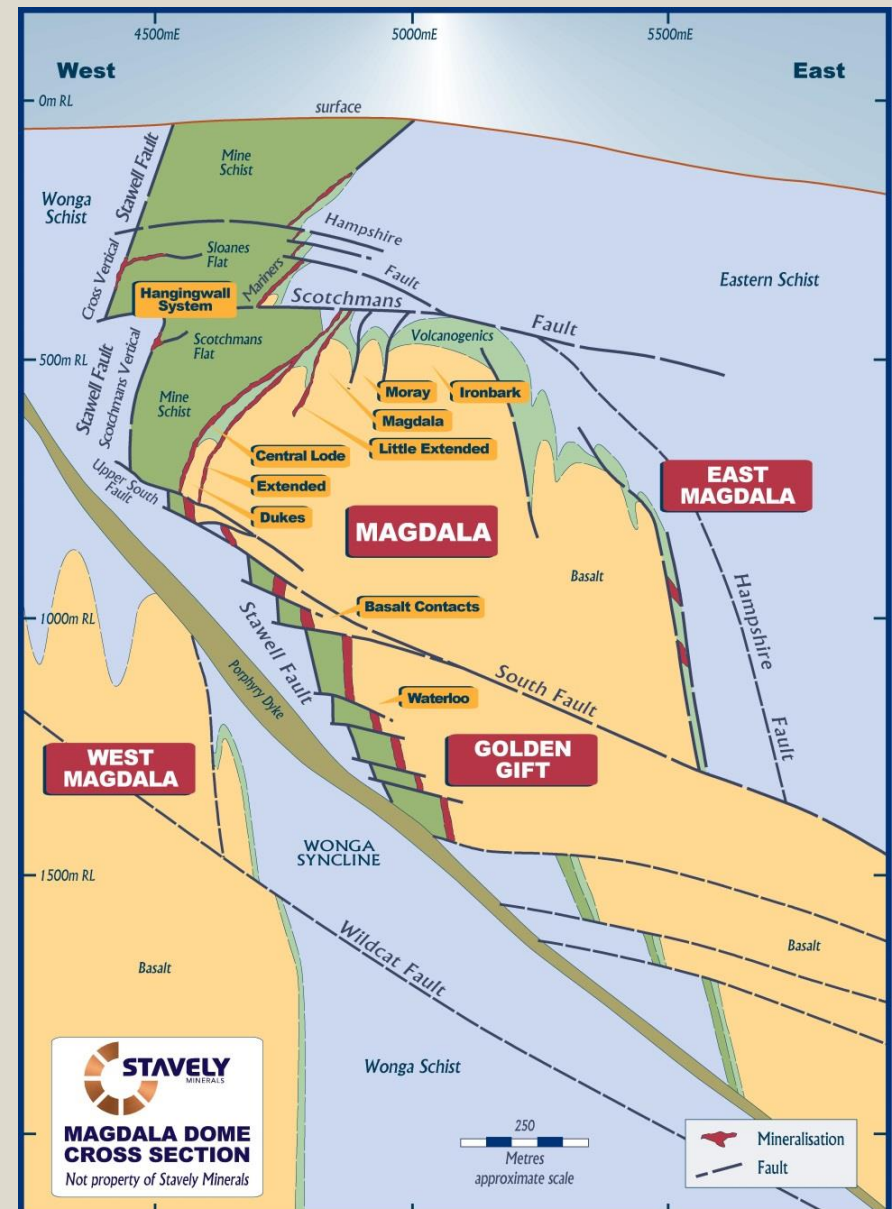 4500mE
5000mE
5500mE
West
East
0m RL
surface
Mine
Schist
Stawell Fault
Wonga
Schist
Hampshire
Fault
Cross Vertical
Sloanes
Flat
Mariners
Eastern Schist
Hangingwall
System
Scotchmans
Fault
Scotchmans
Flat
Volcanogenics
500m RL
Stawell Fault
Scotchmans Vertical
Mine
Schist
Moray
Ironbark
Magdala
Little Extended
Central Lode
Extended
Dukes
Upper South
Fault
EAST
MAGDALA
MAGDALA
Basalt
Basalt Contacts
1000m RL
Hampshire
Fault
Stawell Fault
Porphyry Dyke
South Fault
Waterloo
WEST
MAGDALA
GOLDEN
GIFT
WONGA
SYNCLINE
1500m RL
Wildcat Fault
Basalt
Basalt
STAVELY
MINERALS
MAGDALA DOME
CROSS SECTION
Not property of Stavely Minerals
Wonga Schist
250
Metres
approximate scale
Mineralisation
Fault